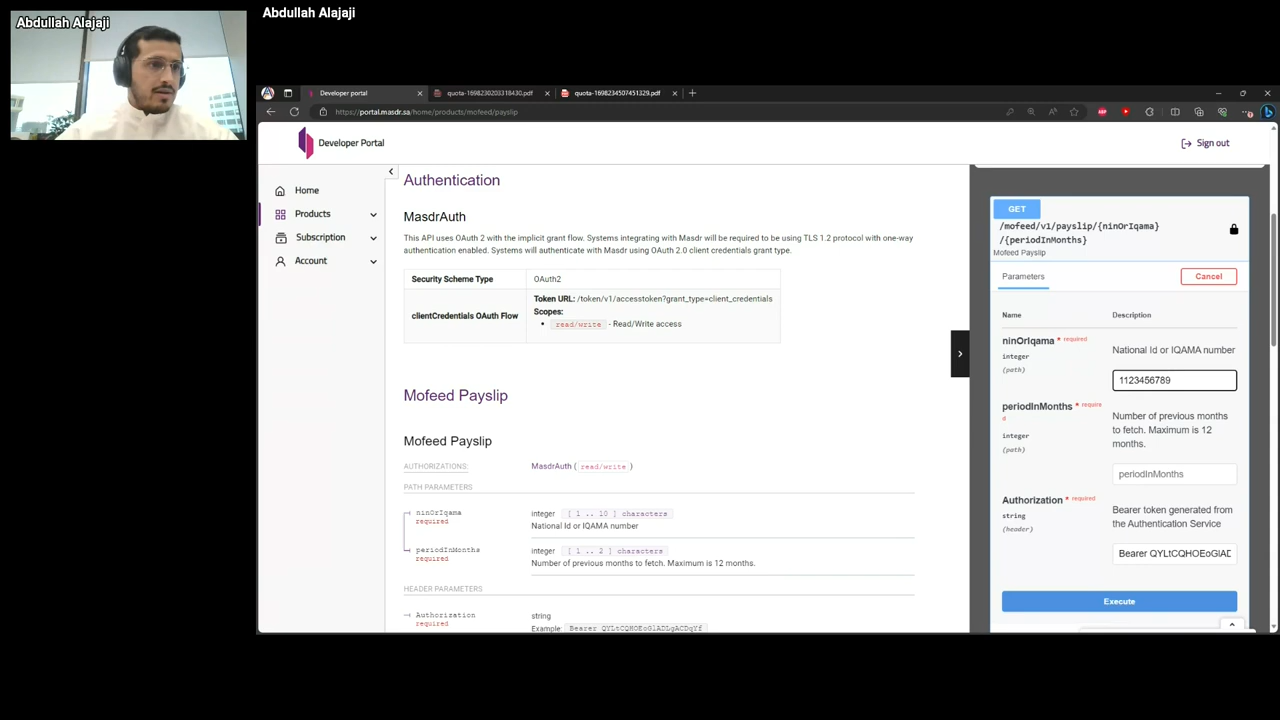 Abdullah Alajaji
Abdullah Alajaji
Developer portal
quota-1698230203318430.pdf
quota-1698234507451329.pdf
https://portal.masdr.sa/home/products/mofeed/payslip
Developer Portal
Sign out
Home
Products
Subscription
Account
Authentication
MasdrAuth
This API uses OAuth 2 with the implicit grant flow. Systems integrating with Masdr will be required to be using TLS 1.2 protocol with one-way
authentication enabled. Systems will authenticate with Masdr using OAuth 2.0 client credentials grant type.
Security Scheme Type
OAuth2
clientCredentials OAuth Flow
Token URL: /token/v1/accesstoken?grant_type=client_credentials
Scopes:
• read/write - Read/Write access
Mofeed Payslip
Mofeed Payslip
AUTHORIZATIONS:
MasdrAuth ( read/write )
PATH PARAMETERS
ninOrIqama
required
integer [ 1 .. 10 ] characters
National Id or IQAMA number
periodInMonths
required
integer [ 1 .. 2 ] characters
Number of previous months to fetch. Maximum is 12 months.
HEADER PARAMETERS
Authorization
required
string
Example: Bearer QYLtCQHOEoGlADLgACDqYf
GET
/mofeed/v1/payslip/{ninOrIqama}
/{periodInMonths}
Mofeed Payslip
Parameters
Cancel
Name
Description
ninOrIqama * required
integer
(path)
National Id or IQAMA number
1123456789
periodInMonths * require
d
integer
(path)
Number of previous months
to fetch. Maximum is 12
months.
periodInMonths
Authorization * required
string
(header)
Bearer token generated from
the Authentication Service
Bearer QYLtCQHOEoGlAD
Execute